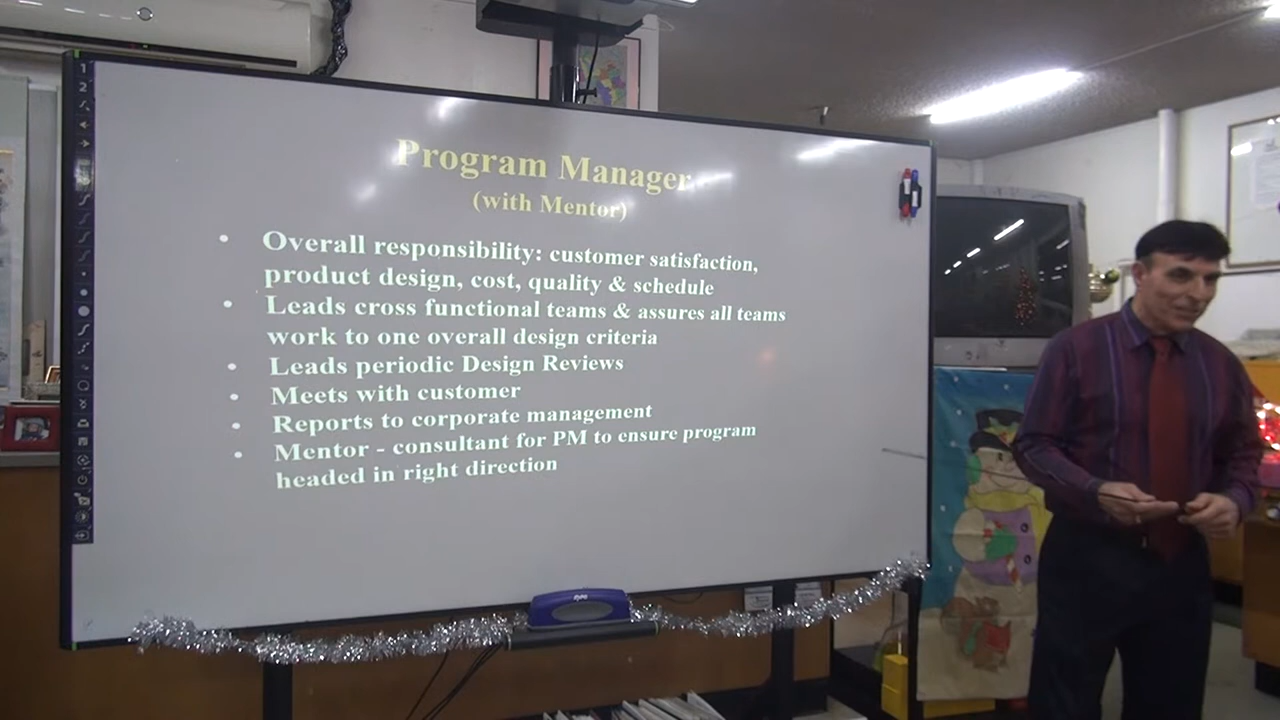 Program Manager
(with Mentor)
• Overall responsibility: customer satisfaction,
product design, cost, quality & schedule
• Leads cross functional teams & assures all teams
work to one overall design criteria
• Leads periodic Design Reviews
• Meets with customer
• Reports to corporate management
• Mentor - consultant for PM to ensure program
headed in right direction
1
2